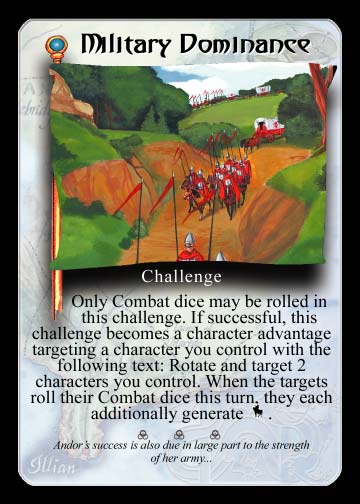 Military Dominance
Challenge
Only Combat dice may be rolled in
this challenge. If successful, this
challenge becomes a character advantage
targeting a character you control with the
following text: Rotate and target 2
characters you control. When the targets
roll their Combat dice this turn, they each
additionally generate .
Andor's success is also due in large part to the strength
of her army...
Illian